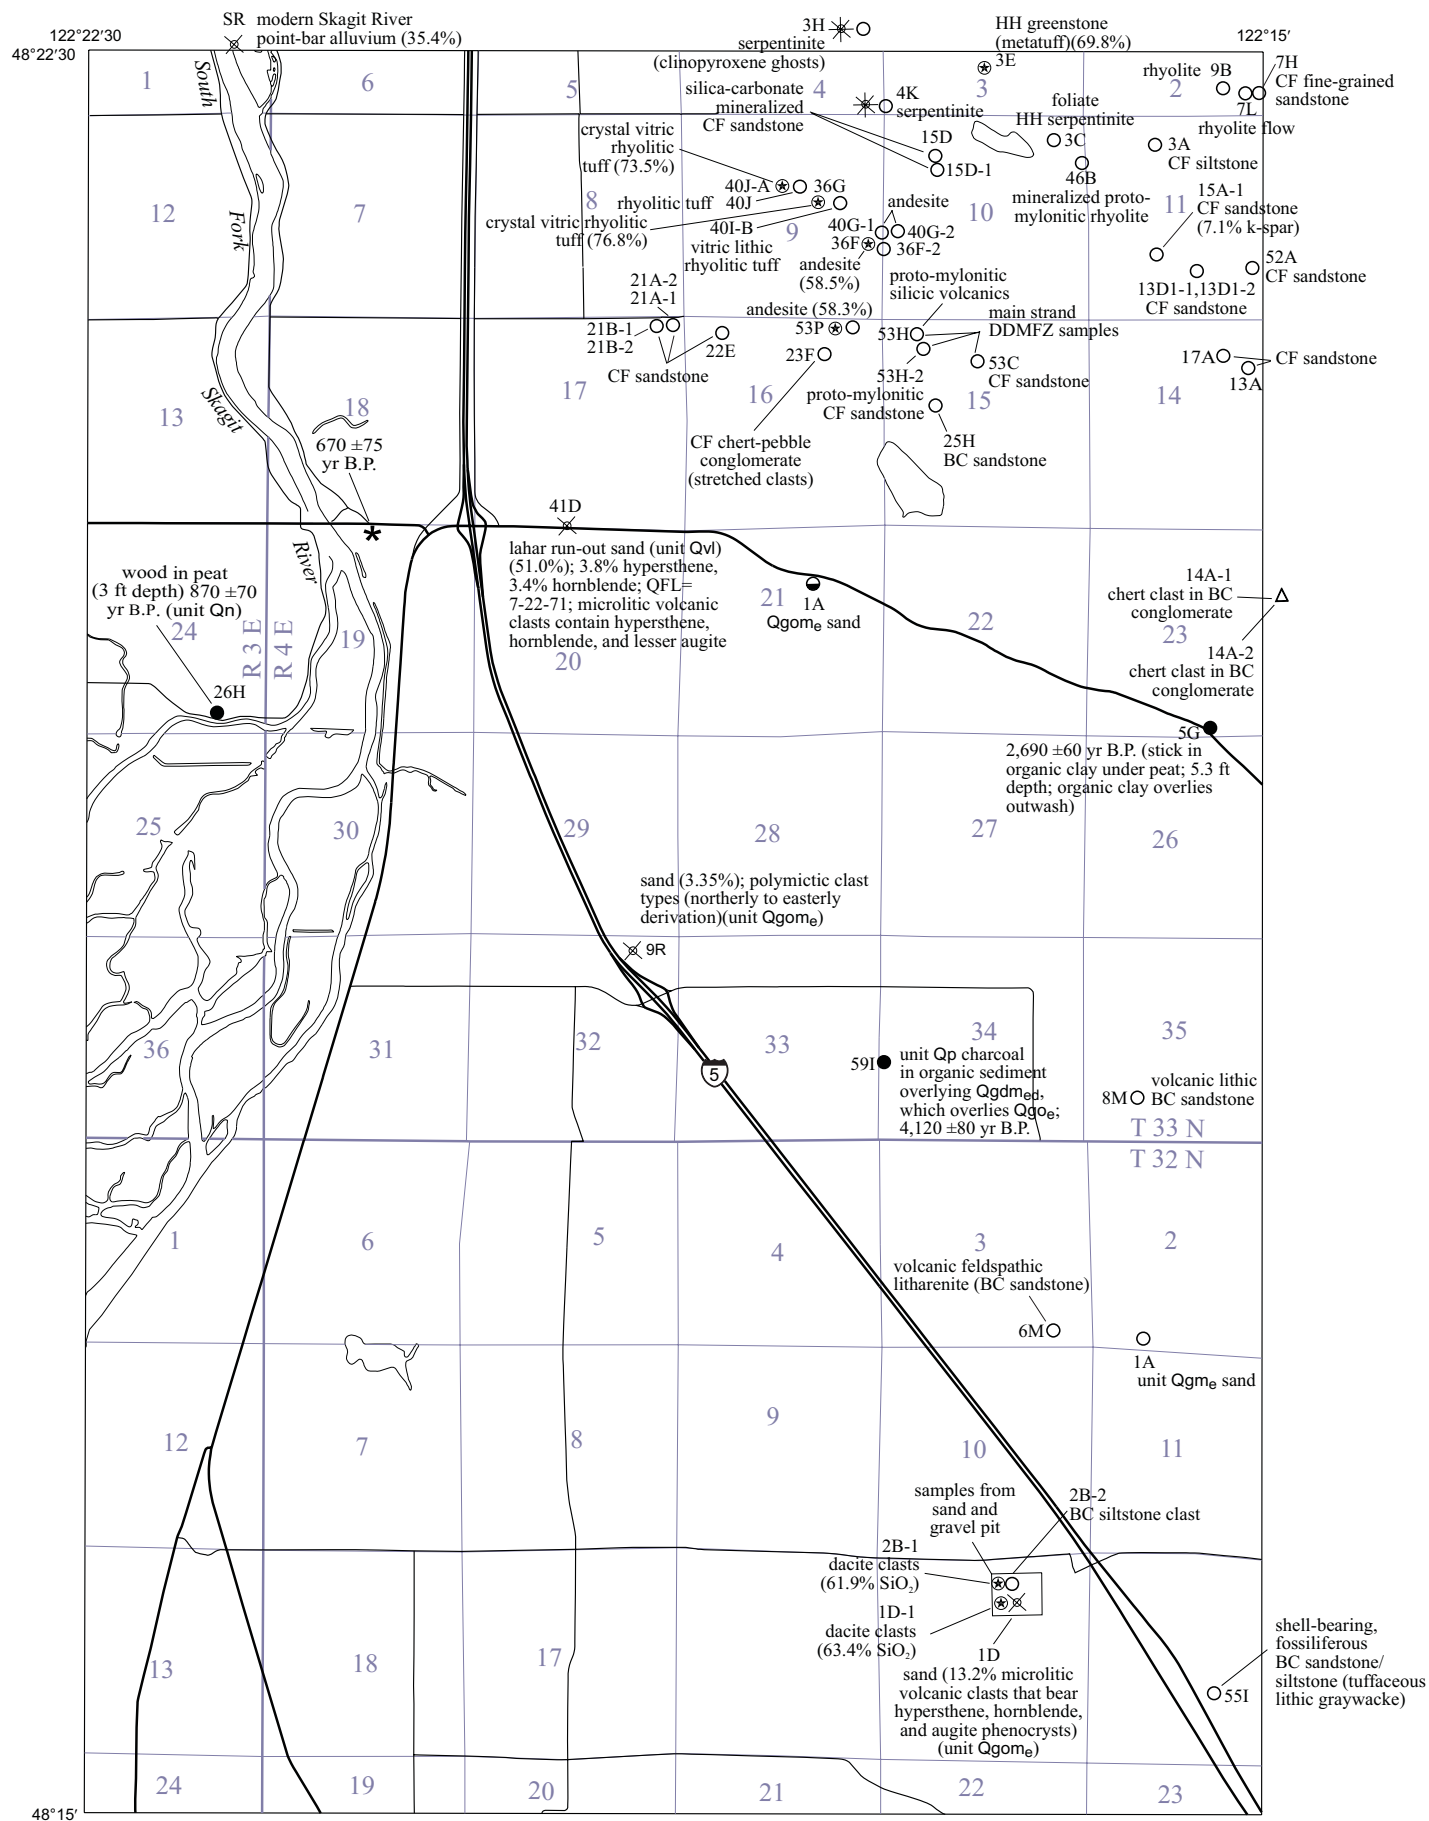 SR modern Skagit River
point-bar alluvium (35.4%)
122°22′30
48°22′30
122°15′
3H
serpentinite
(clinopyroxene ghosts)
HH greenstone
(metatuff)(69.8%)
3E
rhyolite 9B
7H
CF fine-grained
sandstone
7L
rhyolite flow
1
6
5
4
3
2
silica-carbonate
mineralized
CF sandstone
4K
serpentinite
foliate
HH serpentinite
3C
3A
CF siltstone
crystal vitric
rhyolitic
tuff (73.5%)
15D
15D-1
46B
mineralized proto-
mylonitic rhyolite
15A-1
CF sandstone
(7.1% k-spar)
40J-A
36G
rhyolitic tuff 40J
crystal vitric rhyolitic
tuff (76.8%)
40I-B
vitric lithic
rhyolitic tuff
andesite
40G-1
40G-2
36F
36F-2
andesite
(58.5%)
12
7
8
9
10
11
52A
CF sandstone
13D1-1,13D1-2
CF sandstone
proto-mylonitic
silicic volcanics
21A-2
21A-1
21B-1
21B-2
22E
CF sandstone
andesite (58.3%)
53P
23F
53H
main strand
DDMFZ samples
53H-2
proto-mylonitic
CF sandstone
53C
CF sandstone
17A
CF sandstone
13A
25H
BC sandstone
CF chert-pebble
conglomerate
(stretched clasts)
13
18
17
16
15
14
South
Fork
Skagit
River
670 ±75
yr B.P.
*
41D
lahar run-out sand (unit Qvl)
(51.0%); 3.8% hypersthene,
3.4% hornblende; QFL=
7-22-71; microlitic volcanic
clasts contain hypersthene,
hornblende, and lesser augite
wood in peat
(3 ft depth) 870 ±70
yr B.P. (unit Qn)
26H
R 3 E
R 4 E
1A
Qgomₑ sand
14A-1
chert clast in BC
conglomerate
14A-2
chert clast in BC
conglomerate
24
19
20
21
22
23
5G
2,690 ±60 yr B.P. (stick in
organic clay under peat; 5.3 ft
depth; organic clay overlies
outwash)
25
30
29
28
27
26
sand (3.35%); polymictic clast
types (northerly to easterly
derivation)(unit Qgomₑ)
9R
36
31
32
33
34
35
5
59I
unit Qp charcoal
in organic sediment
overlying Qgdm<sub>ed</sub>,
which overlies Qgoₑ;
4,120 ±80 yr B.P.
8M
volcanic lithic
BC sandstone
T 33 N
T 32 N
1
6
5
4
3
2
volcanic feldspathic
litharenite (BC sandstone)
6M
1A
unit Qgmₑ sand
12
7
8
9
10
11
samples from
sand and
gravel pit
2B-2
BC siltstone clast
2B-1
dacite clasts
(61.9% SiO₂)
1D-1
dacite clasts
(63.4% SiO₂)
1D
sand (13.2% microlitic
volcanic clasts that bear
hypersthene, hornblende,
and augite phenocrysts)
(unit Qgomₑ)
shell-bearing,
fossiliferous
BC sandstone/
siltstone (tuffaceous
lithic graywacke)
55I
13
18
17
24
19
20
21
22
23
48°15′